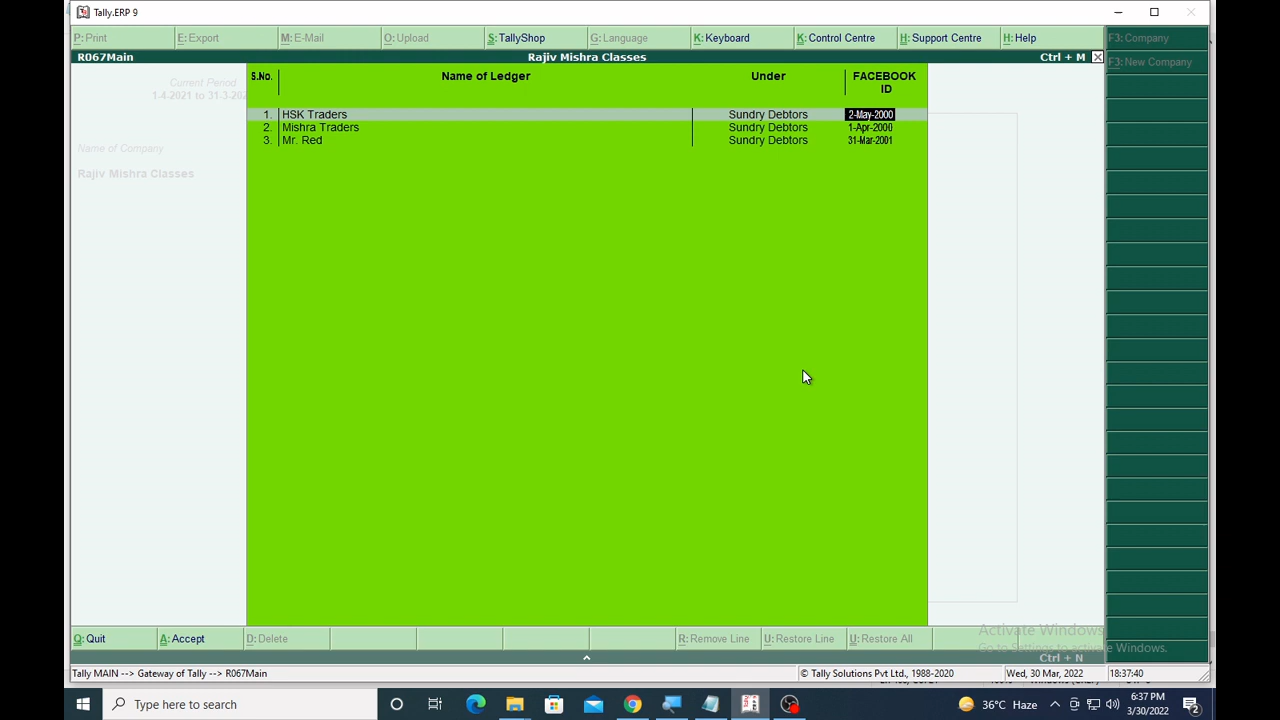 Tally.ERP 9
P: Print E: Export M: E-Mail O: Upload S: TallyShop G: Language K: Keyboard K: Control Centre H: Support Centre H: Help F3: Company
R067Main Rajiv Mishra Classes Ctrl + M
F3: New Company
S.No. Name of Ledger Under FACEBOOK
ID
Current Period
1-4-2021 to
1. HSK Traders Sundry Debtors 2-May-2000
2. Mishra Traders Sundry Debtors 1-Apr-2000
3. Mr. Red Sundry Debtors 31-Mar-2001
Name of Company
Rajiv Mishra Classes
Activate Windows
Go to Settings to activate Windows.
Q: Quit A: Accept D: Delete R: Remove Line U: Restore Line U: Restore All
Ctrl + N
Tally MAIN --> Gateway of Tally --> R067Main © Tally Solutions Pvt Ltd., 1988-2020 Wed, 30 Mar, 2022 18:37:40
Type here to search 36°C Haze 6:37 PM
3/30/2022 2